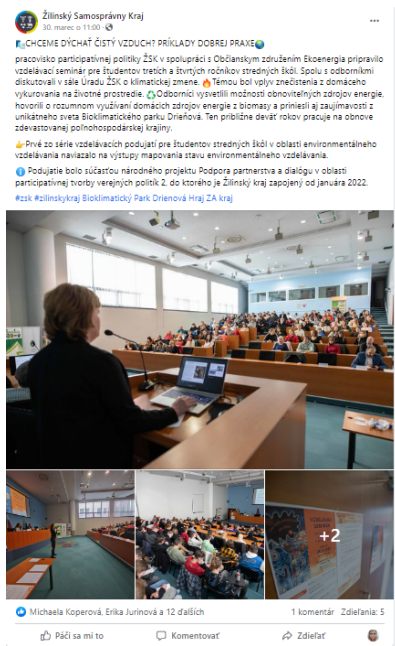 Žilinský Samosprávny Kraj
30. marec o 11:00 ·
CHCEME DÝCHAŤ ČISTÝ VZDUCH? PRÍKLADY DOBREJ PRAXE
pracovisko participatívnej politiky ŽSK v spolupráci s Občianskym združením Ekoenergia pripravilo
vzdelávací seminár pre študentov tretích a štvrtých ročníkov stredných škôl. Spolu s odborníkmi
diskutovali v sále Úradu ŽSK o klimatickej zmene. 🔥Témou bol vplyv znečistenia z domáceho
vykurovania na životné prostredie. ♻️Odborníci vysvetlili možnosti obnoviteľných zdrojov energie,
hovorili o rozumnom využívaní domácich zdrojov energie z biomasy a priniesli aj zaujímavosti z
unikátneho sveta Bioklimatického parku Drieňová. Ten približne deväť rokov pracuje na obnove
zdevastovanej poľnohospodárskej krajiny.
👉Prvé zo série vzdelávacích podujatí pre študentov stredných škôl v oblasti environmentálneho
vzdelávania naviazalo na výstupy mapovania stavu environmentálneho vzdelávania.
ℹ️ Podujatie bolo súčasťou národného projektu Podpora partnerstva a dialógu v oblasti
participatívnej tvorby verejných politík 2. do ktorého je Žilinský kraj zapojený od januára 2022.
#zsk #zilinskykraj Bioklimatický Park Drienová Hraj ZA kraj
+2
Michaela Koperová, Erika Jurinová a 12 ďalších
1 komentár Zdieľania: 5
Páči sa mi to
Komentovať
Zdieľať